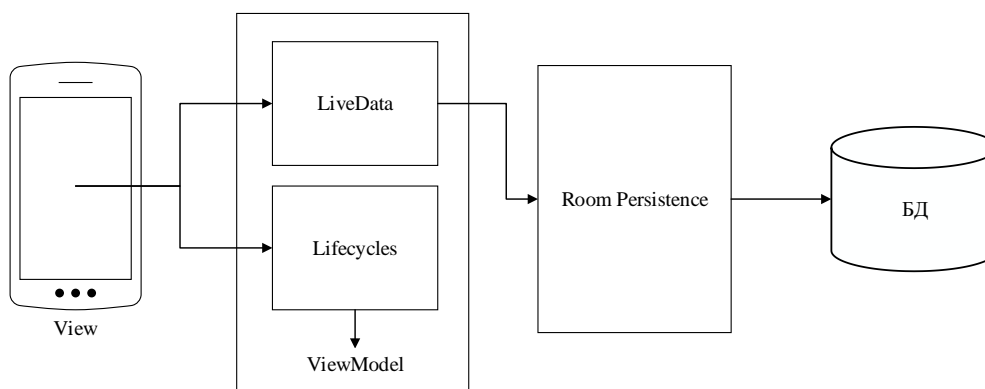 LiveData
Room Persistence
БД
Lifecycles
View
ViewModel